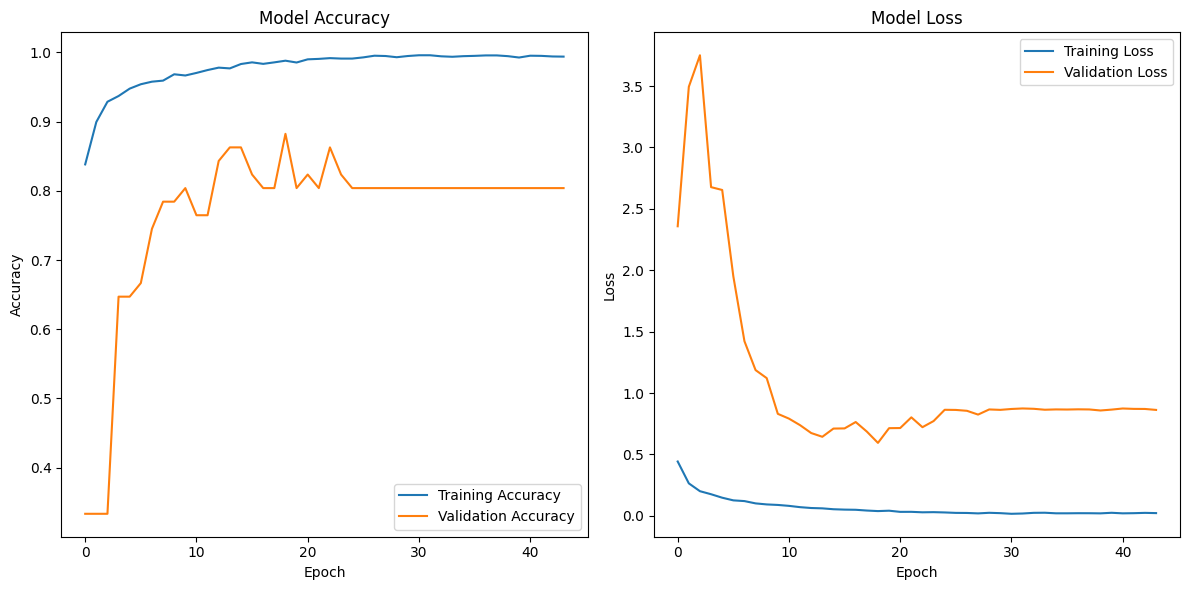 Model Accuracy
1.0
0.9
0.8
0.7
0.6
0.5
0.4
Accuracy
0 10 20 30 40
Epoch
Training Accuracy
Validation Accuracy
Model Loss
3.5
3.0
2.5
2.0
1.5
1.0
0.5
0.0
Loss
0 10 20 30 40
Epoch
Training Loss
Validation Loss